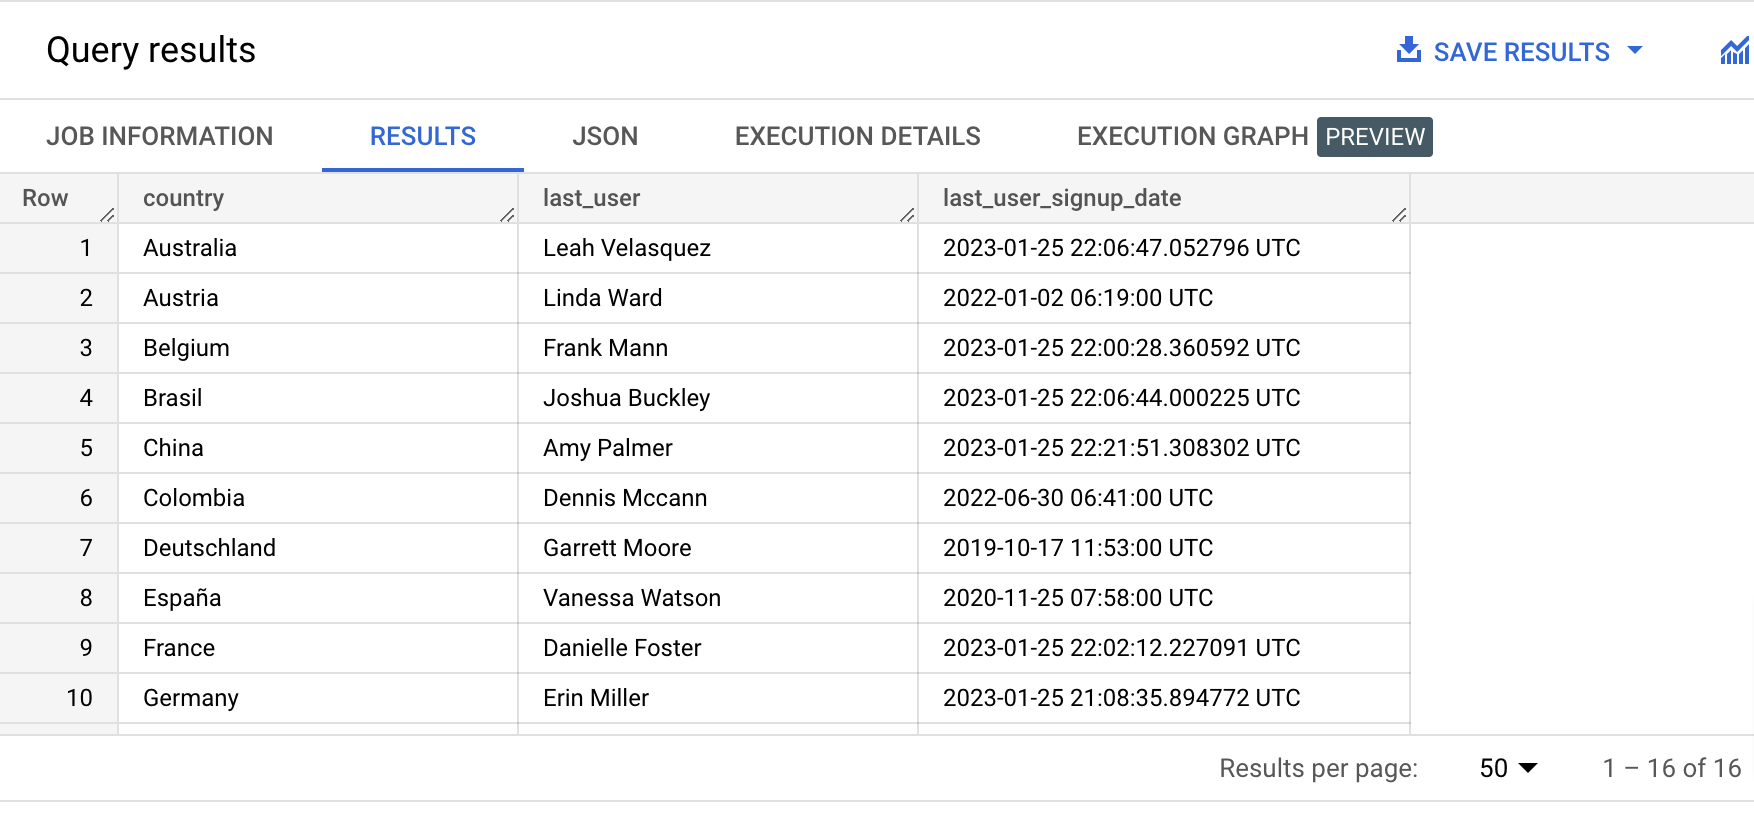 Query results
SAVE RESULTS
JOB INFORMATION RESULTS JSON EXECUTION DETAILS EXECUTION GRAPH PREVIEW
Row country last_user last_user_signup_date
1 Australia Leah Velasquez 2023-01-25 22:06:47.052796 UTC
2 Austria Linda Ward 2022-01-02 06:19:00 UTC
3 Belgium Frank Mann 2023-01-25 22:00:28.360592 UTC
4 Brasil Joshua Buckley 2023-01-25 22:06:44.000225 UTC
5 China Amy Palmer 2023-01-25 22:21:51.308302 UTC
6 Colombia Dennis Mccann 2022-06-30 06:41:00 UTC
7 Deutschland Garrett Moore 2019-10-17 11:53:00 UTC
8 España Vanessa Watson 2020-11-25 07:58:00 UTC
9 France Danielle Foster 2023-01-25 22:02:12.227091 UTC
10 Germany Erin Miller 2023-01-25 21:08:35.894772 UTC
Results per page: 50 1 – 16 of 16